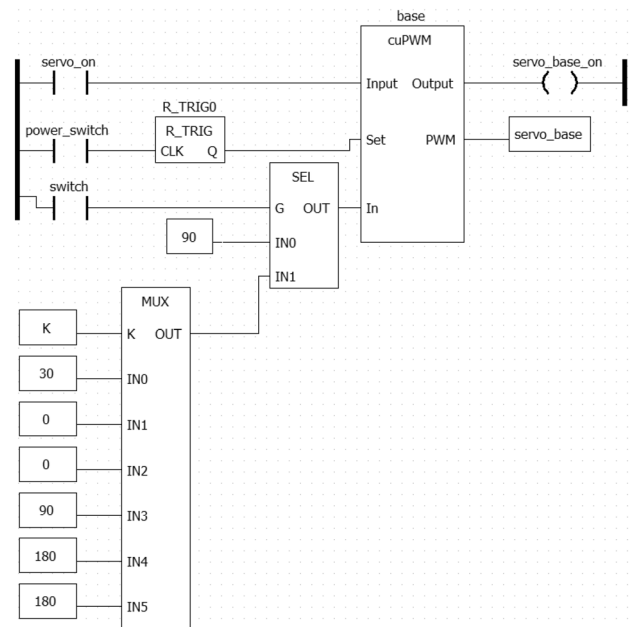 base
cuPWM
servo_on
servo_base_on
Input Output
R_TRIG0
power_switch
R_TRIG
Set PWM
servo_base
CLK Q
SEL
switch
G OUT
In
90
IN0
IN1
MUX
K
K OUT
30
IN0
0
IN1
0
IN2
90
IN3
180
IN4
180
IN5